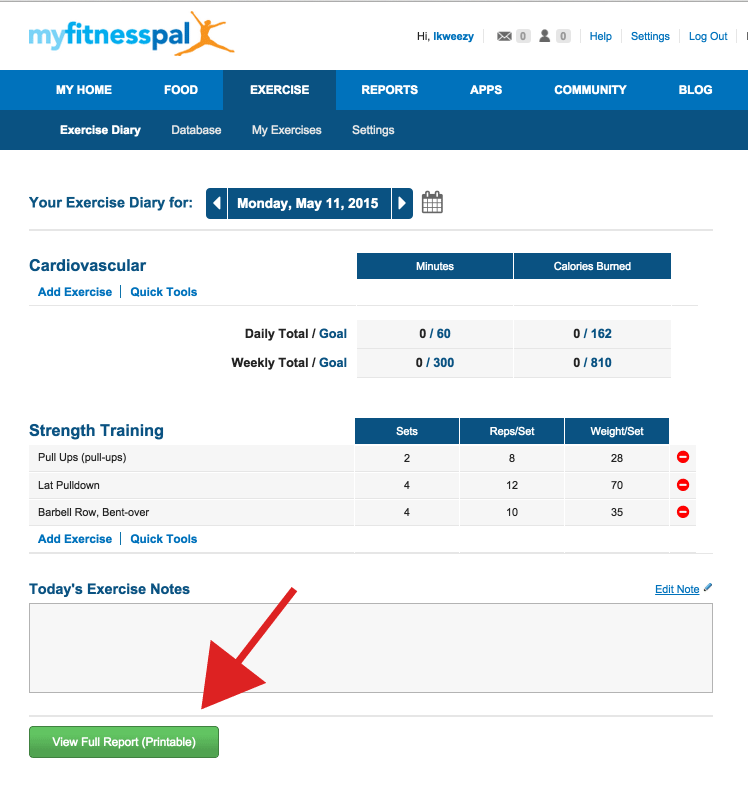 myfitnesspal
Hi, lkweezy 0 0 Help Settings Log Out
MY HOME FOOD EXERCISE REPORTS APPS COMMUNITY BLOG
Exercise Diary Database My Exercises Settings
Your Exercise Diary for: Monday, May 11, 2015
Cardiovascular Minutes Calories Burned
Add Exercise | Quick Tools
Daily Total / Goal 0 / 60 0 / 162
Weekly Total / Goal 0 / 300 0 / 810
Strength Training Sets Reps/Set Weight/Set
Pull Ups (pull-ups) 2 8 28
Lat Pulldown 4 12 70
Barbell Row, Bent-over 4 10 35
Add Exercise | Quick Tools
Today's Exercise Notes Edit Note
View Full Report (Printable)